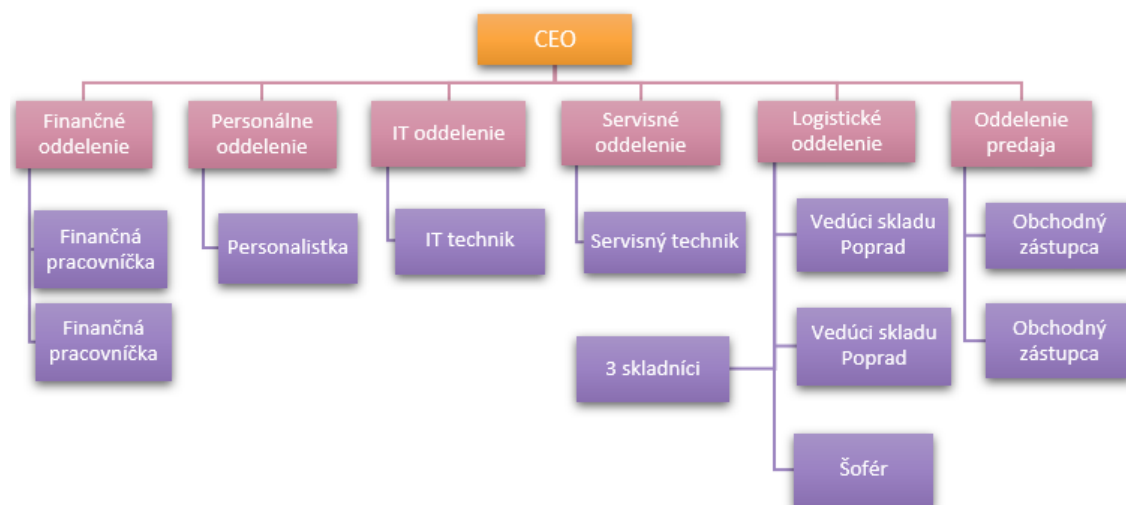 CEO
Finančné
oddelenie
Personálne
oddelenie
IT oddelenie
Servisné
oddelenie
Logistické
oddelenie
Oddelenie
predaja
Finančná
pracovníčka
Personalistka
IT technik
Servisný technik
Vedúci skladu
Poprad
Obchodný
zástupca
Finančná
pracovníčka
3 skladníci
Vedúci skladu
Poprad
Obchodný
zástupca
Šofér